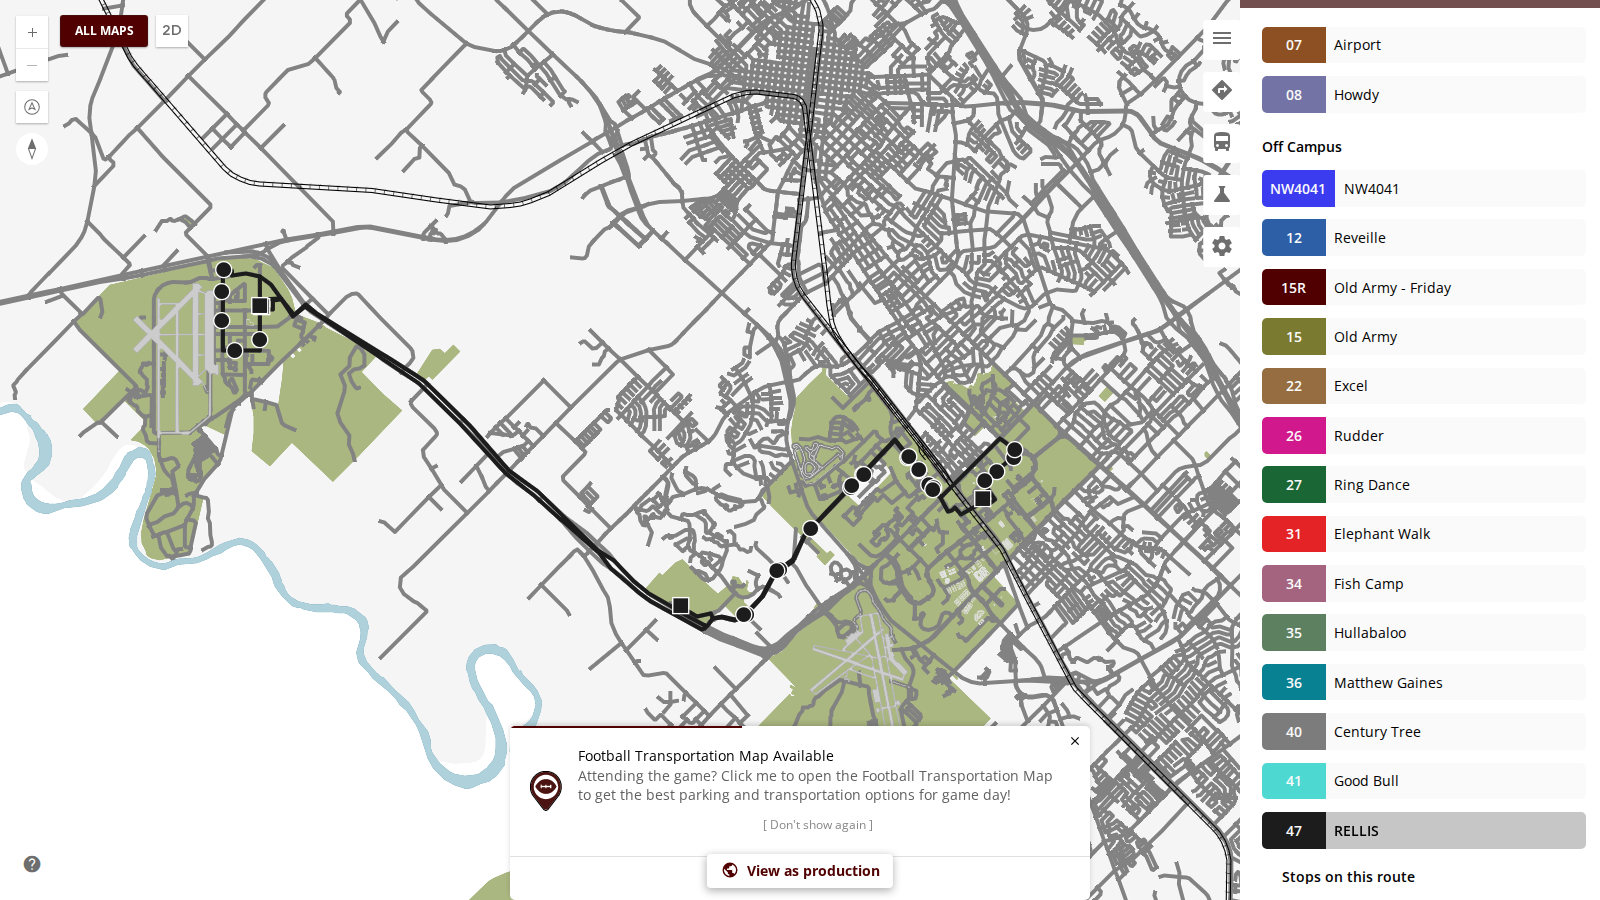 ALL MAPS
2D
07 Airport
08 Howdy
Off Campus
NW4041 NW4041
12 Reveille
15R Old Army - Friday
15 Old Army
22 Excel
26 Rudder
27 Ring Dance
31 Elephant Walk
34 Fish Camp
35 Hullabaloo
36 Matthew Gaines
40 Century Tree
41 Good Bull
47 RELLIS
Stops on this route
Football Transportation Map Available
Attending the game? Click me to open the Football Transportation Map
to get the best parking and transportation options for game day!
[ Don't show again ]
View as production